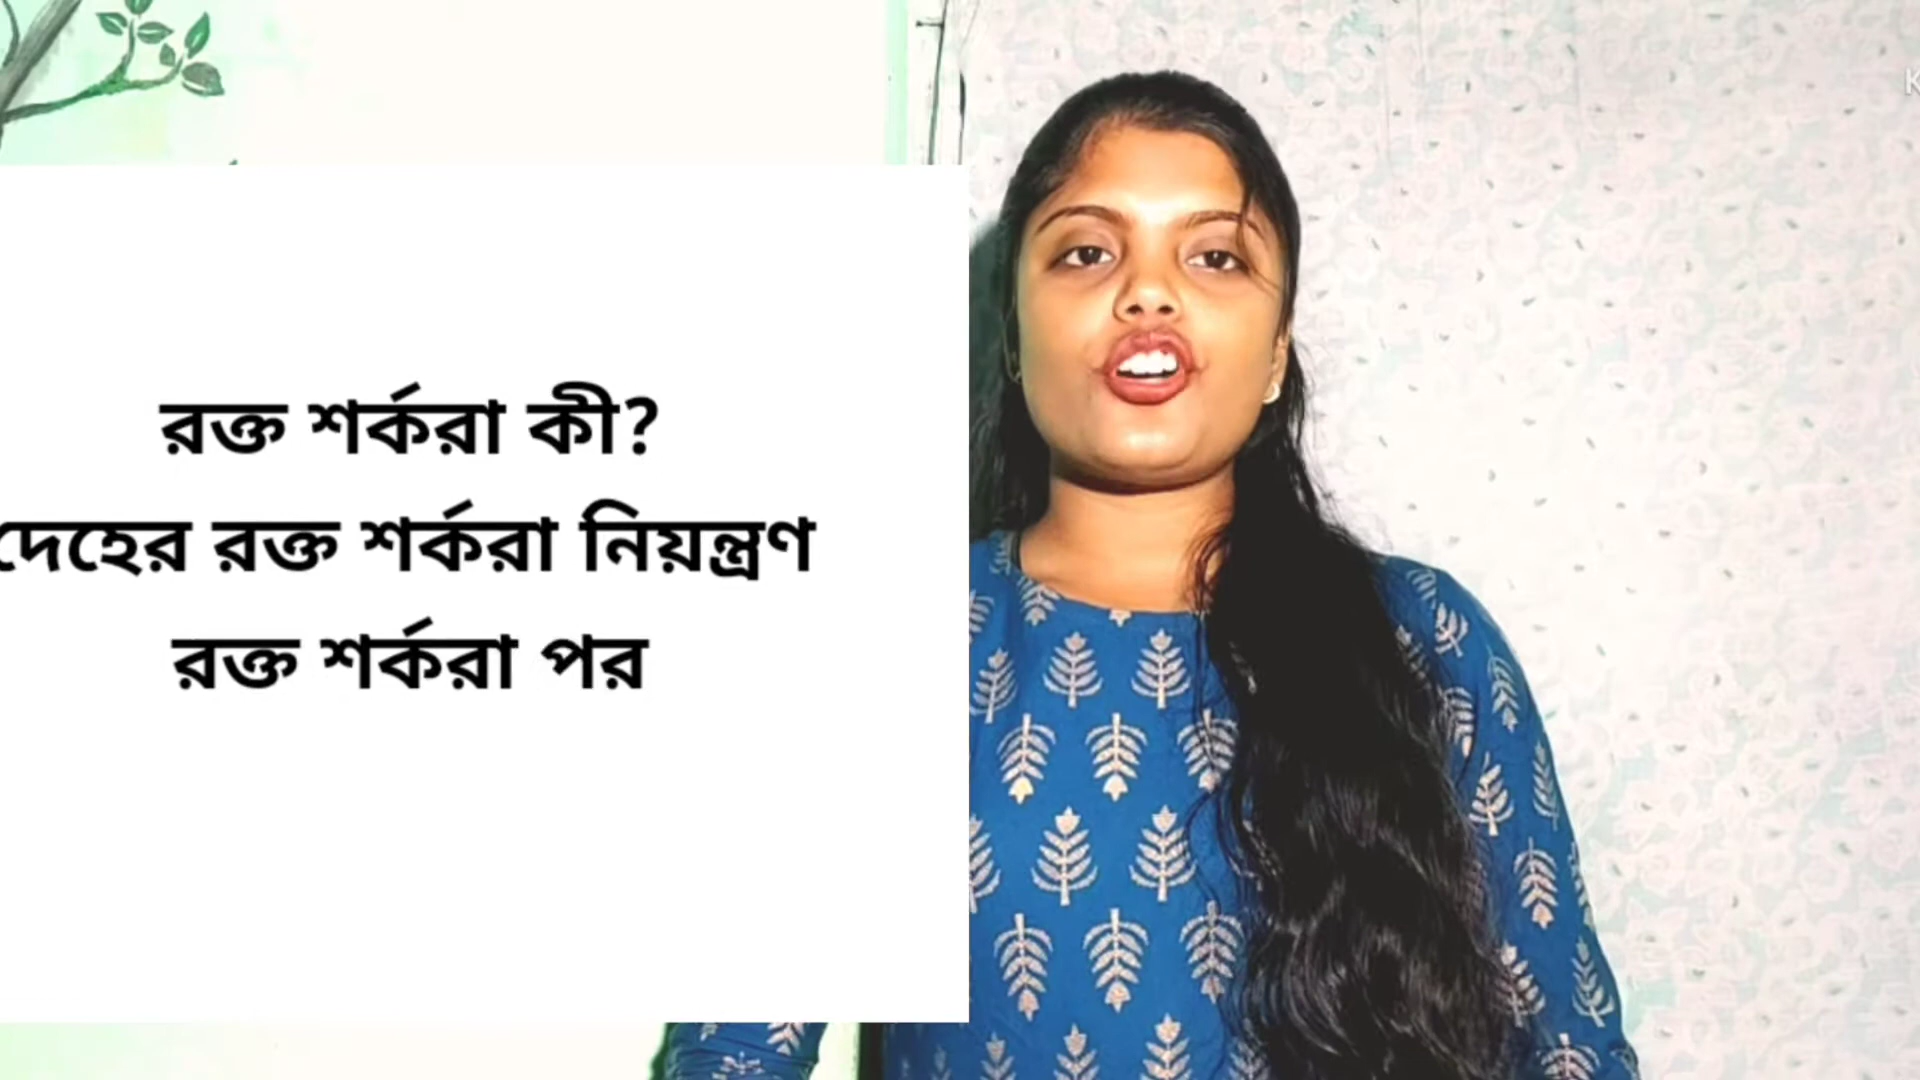 রক্ত শর্করা কী?
দেহের রক্ত শর্করা নিয়ন্ত্রণ
রক্ত শর্করা পর